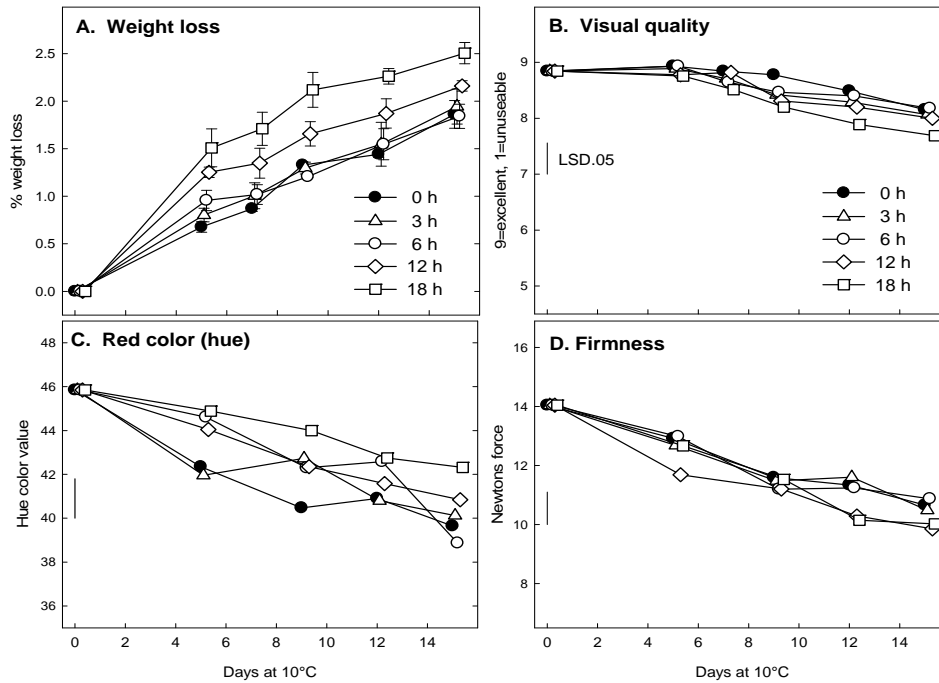 A. Weight loss
% weight loss
2.5
2.0
1.5
1.0
0.5
0.0
0 h
3 h
6 h
12 h
18 h
B. Visual quality
9=excellent, 1=unuseable
9
8
7
6
5
LSD.05
0 h
3 h
6 h
12 h
18 h
C. Red color (hue)
Hue color value
48
46
44
42
40
38
36
0 2 4 6 8 10 12 14
Days at 10°C
D. Firmness
Newtons force
16
14
12
10
8
0 2 4 6 8 10 12 14
Days at 10°C